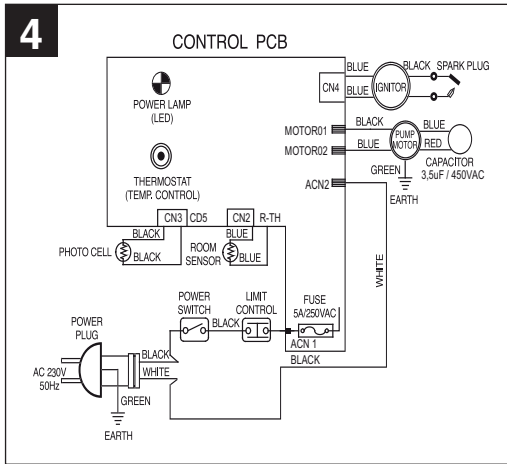 4
CONTROL PCB
POWER LAMP
(LED)
THERMOSTAT
(TEMP. CONTROL)
CN4
BLUE
BLUE
IGNITOR
BLACK
SPARK PLUG
MOTOR01
BLACK
MOTOR02
BLUE
PUMP
MOTOR
BLUE
RED
CAPACITOR
3,5uF / 450VAC
GREEN
EARTH
ACN2
WHITE
CN3
CD5
CN2
R-TH
BLACK
BLACK
PHOTO CELL
BLUE
BLUE
ROOM
SENSOR
POWER
SWITCH
BLACK
LIMIT
CONTROL
FUSE
5A/250VAC
ACN 1
BLACK
POWER
PLUG
AC 230V
50Hz
BLACK
WHITE
GREEN
EARTH